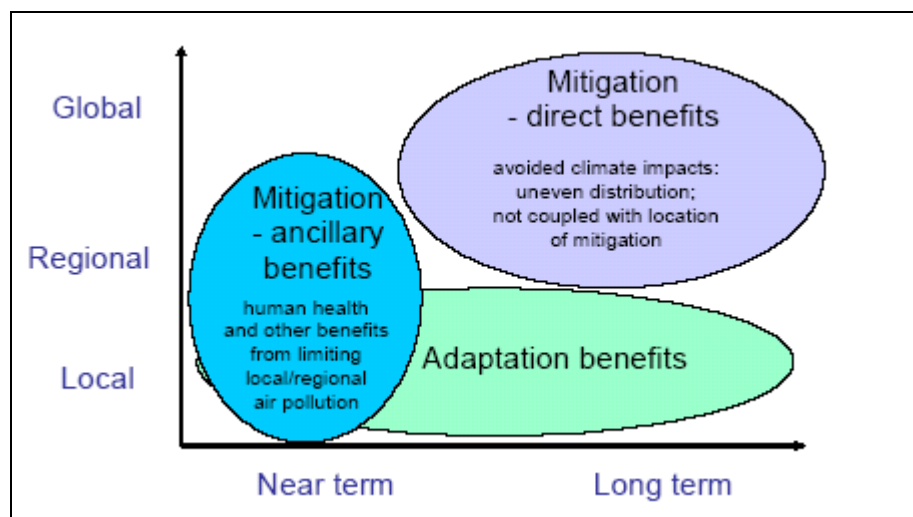 Global
Regional
Local
Mitigation
- direct benefits
avoided climate impacts:
uneven distribution;
not coupled with location
of mitigation
Mitigation
- ancillary
benefits
human health
and other benefits
from limiting
local/regional
air pollution
Adaptation benefits
Near term
Long term